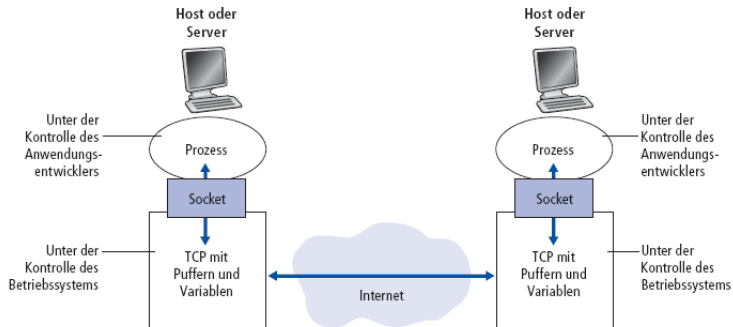 Host oder
Server
Host oder
Server
Unter der
Kontrolle des
Anwendungs-
entwicklers
Prozess
Prozess
Unter der
Kontrolle des
Anwendungs-
entwicklers
Socket
Socket
Unter der
Kontrolle des
Betriebssystems
TCP mit
Puffern und
Variablen
Internet
TCP mit
Puffern und
Variablen
Unter der
Kontrolle des
Betriebssystems